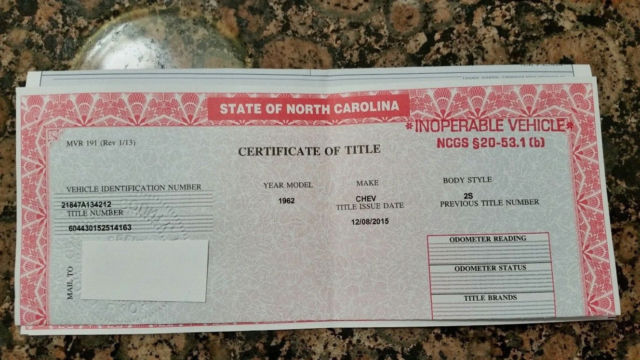 STATE OF NORTH CAROLINA
*INOPERABLE VEHICLE*
NCGS §20-53.1 (b)
MVR 191 (Rev 1/13)
CERTIFICATE OF TITLE
VEHICLE IDENTIFICATION NUMBER YEAR MODEL MAKE BODY STYLE
21847A134212 1962 CHEV 2S
TITLE NUMBER TITLE ISSUE DATE PREVIOUS TITLE NUMBER
604430152514163 12/08/2015
MAIL TO
ODOMETER READING
ODOMETER STATUS
TITLE BRANDS